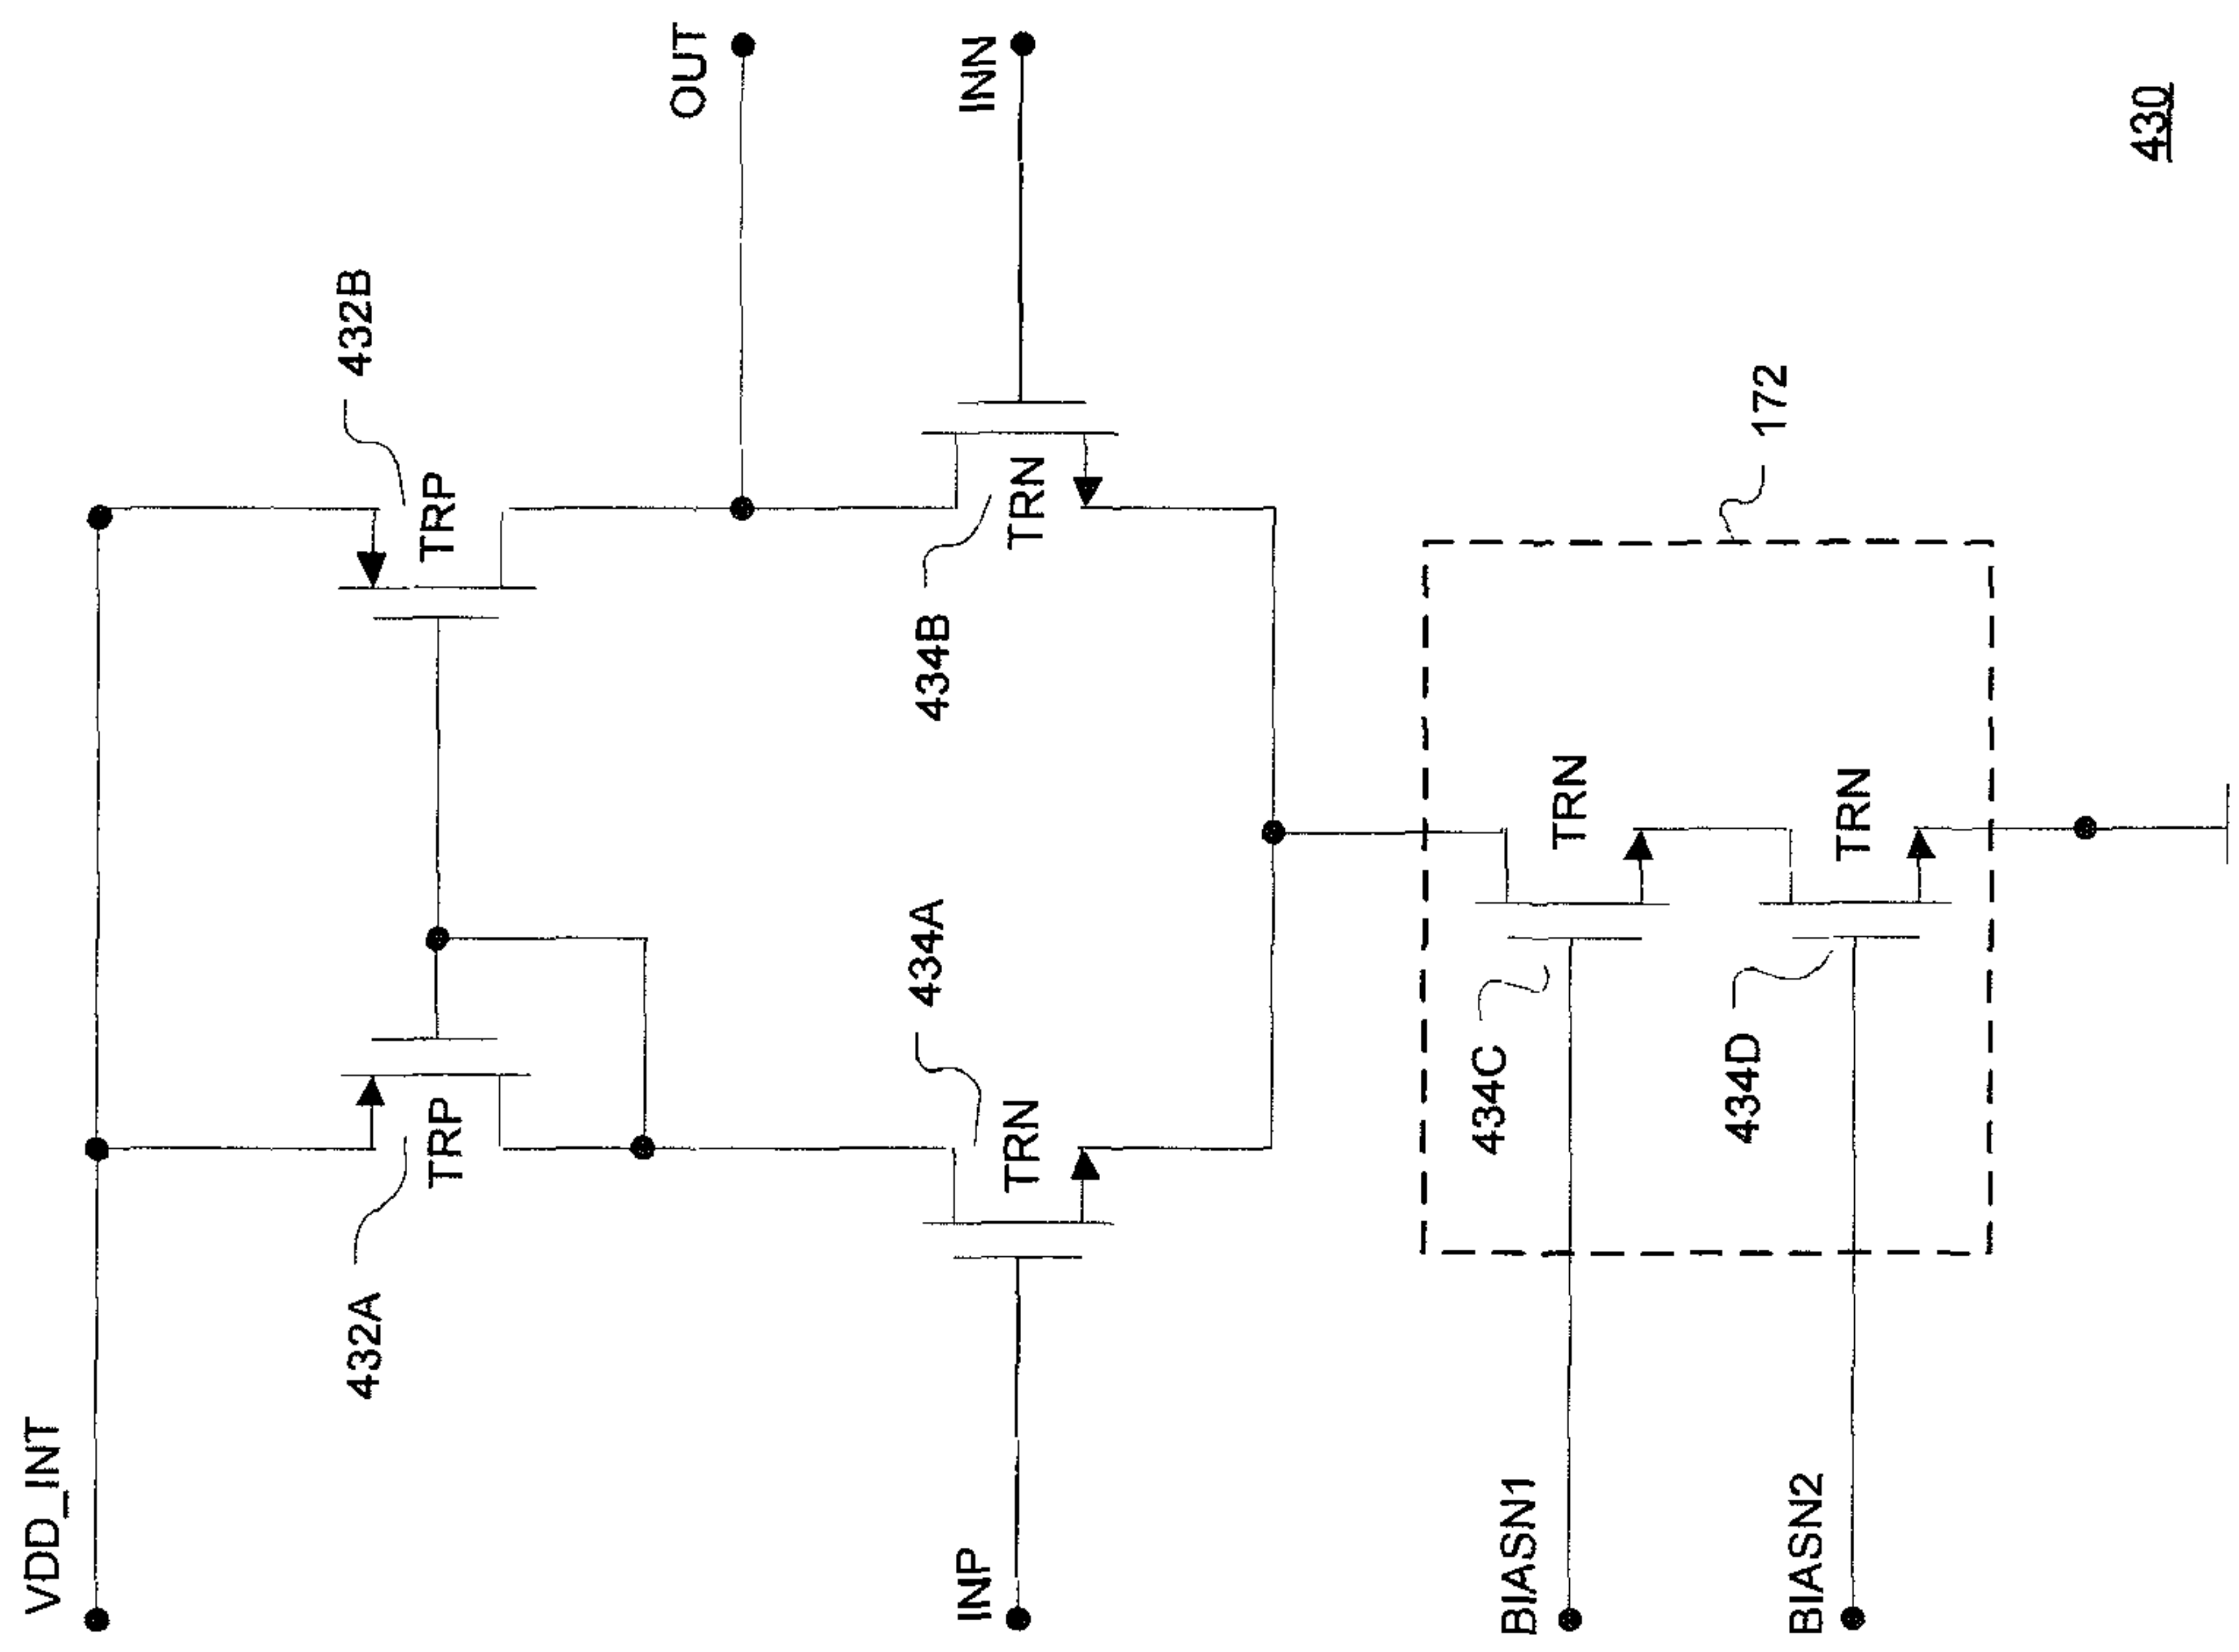 VDD_INT
432A
TRP
432B
TRP
OUT
INP
434A
TRN
434B
TRN
INN
BIASN1
434C
TRN
172
BIASN2
434D
TRN
430